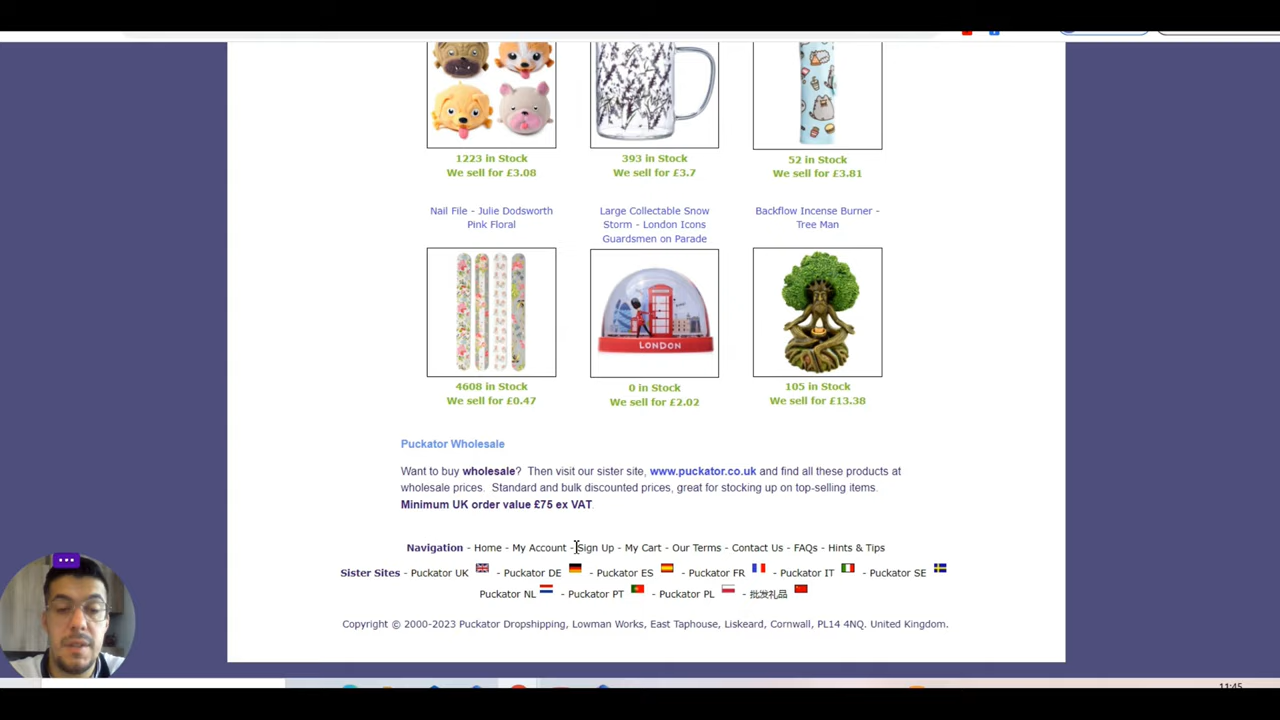 1223 in Stock
We sell for £3.08
393 in Stock
We sell for £3.7
52 in Stock
We sell for £3.81
Nail File - Julie Dodsworth
Pink Floral
Large Collectable Snow
Storm - London Icons
Guardsmen on Parade
Backflow Incense Burner -
Tree Man
LONDON
4608 in Stock
We sell for £0.47
0 in Stock
We sell for £2.02
105 in Stock
We sell for £13.38
Puckator Wholesale
Want to buy wholesale? Then visit our sister site, www.puckator.co.uk and find all these products at
wholesale prices. Standard and bulk discounted prices, great for stocking up on top-selling items.
Minimum UK order value £75 ex VAT.
Navigation - Home - My Account - Sign Up - My Cart - Our Terms - Contact Us - FAQs - Hints & Tips
Sister Sites - Puckator UK - Puckator DE - Puckator ES - Puckator FR - Puckator IT - Puckator SE
Puckator NL - Puckator PT - Puckator PL - 批发礼品
Copyright © 2000-2023 Puckator Dropshipping, Lowman Works, East Taphouse, Liskeard, Cornwall, PL14 4NQ. United Kingdom.
11:45